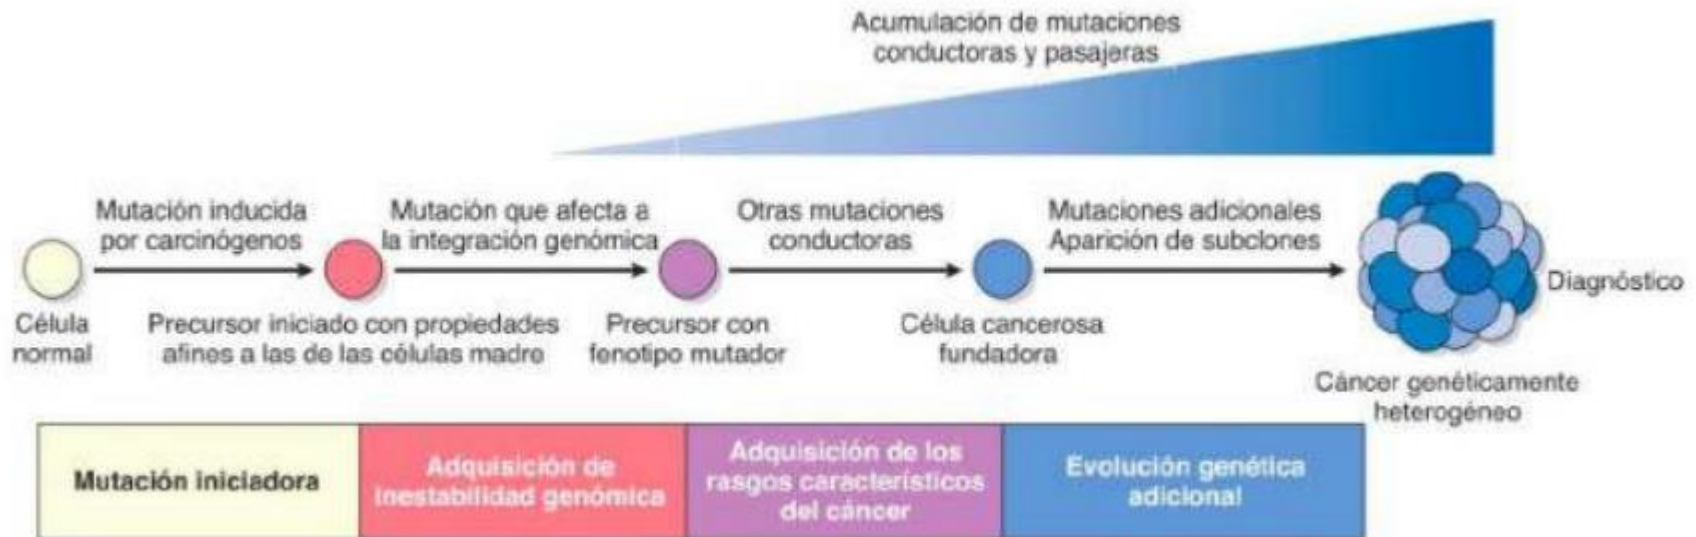 Acumulación de mutaciones
conductoras y pasajeras
Mutación inducida
por carcinógenos
Mutación que afecta a
la integración genómica
Otras mutaciones
conductoras
Mutaciones adicionales
Aparición de subclones
Diagnóstico
Célula
normal
Precursor iniciado con propiedades
afines a las de las células madre
Precursor con
fenotipo mutador
Célula cancerosa
fundadora
Cáncer genéticamente
heterogéneo
Mutación iniciadora
Adquisición de
inestabilidad genómica
Adquisición de los
rasgos característicos
del cáncer
Evolución genética
adicional